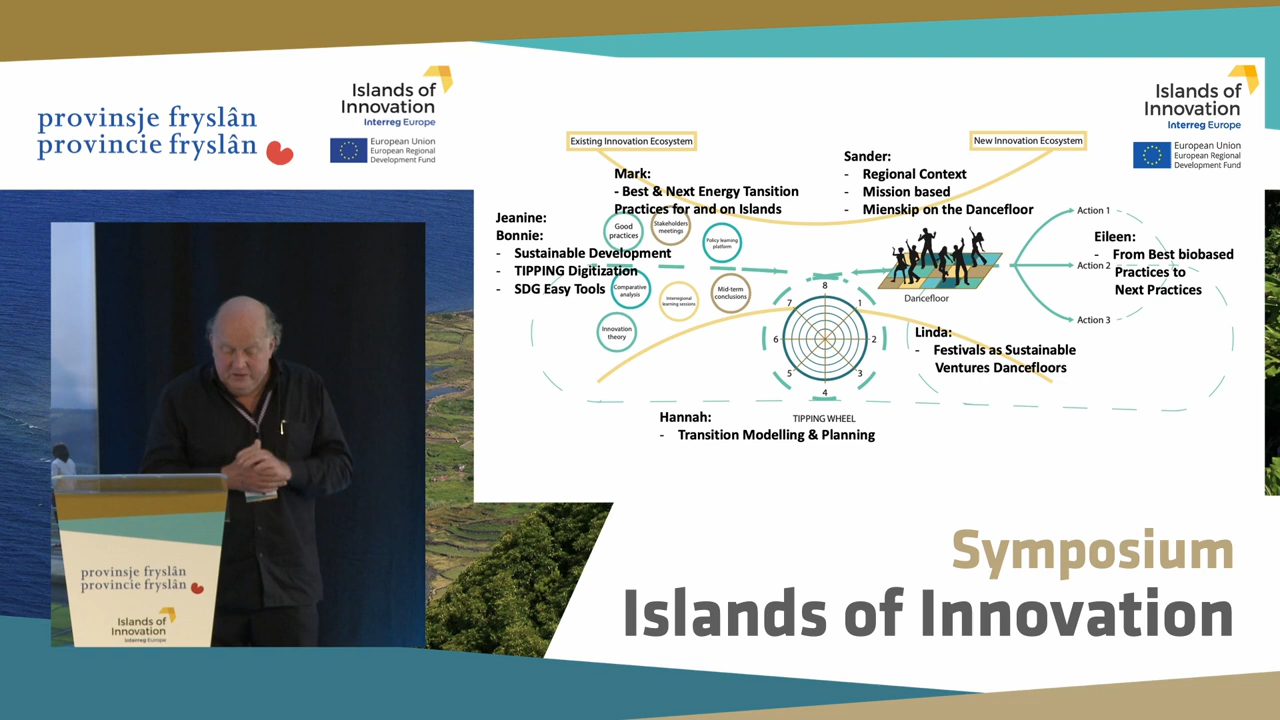 provinsje fryslân
provincie fryslân
Islands of
Innovation
Interreg Europe
European Union
European Regional
Development Fund
Islands of
Innovation
Interreg Europe
European Union
European Regional
Development Fund
Existing Innovation Ecosystem
New Innovation Ecosystem
Mark:
- Best & Next Energy Tansition
Practices for and on Islands
Sander:
- Regional Context
- Mission based
- Mienskip on the Dancefloor
Jeanine:
Bonnie:
- Sustainable Development
- TIPPING Digitization
- SDG Easy Tools
Good
practices
Stakeholders
meetings
Policy learning
platform
Comparative
analysis
Interregional
learning sessions
Mid-term
conclusions
Innovation
theory
8
1
2
3
4
5
6
7
TIPPING WHEEL
Dancefloor
Action 1
Action 2
Action 3
Eileen:
- From Best biobased
Practices to
Next Practices
Linda:
- Festivals as Sustainable
Ventures Dancefloors
Hannah:
- Transition Modelling & Planning
provinsje fryslân
provincie fryslân
Islands of
Innovation
Interreg Europe
Symposium
Islands of Innovation